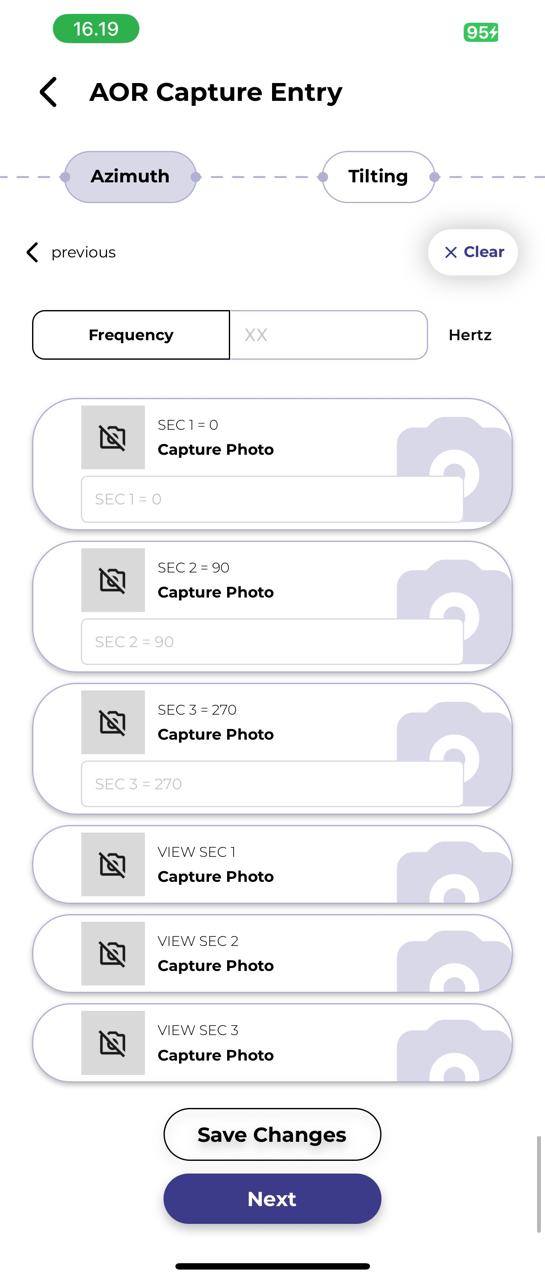 16.19
95
AOR Capture Entry
Azimuth
Tilting
previous
Clear
Frequency
XX
Hertz
SEC 1 = 0
Capture Photo
SEC 1 = 0
SEC 2 = 90
Capture Photo
SEC 2 = 90
SEC 3 = 270
Capture Photo
SEC 3 = 270
VIEW SEC 1
Capture Photo
VIEW SEC 2
Capture Photo
VIEW SEC 3
Capture Photo
Save Changes
Next